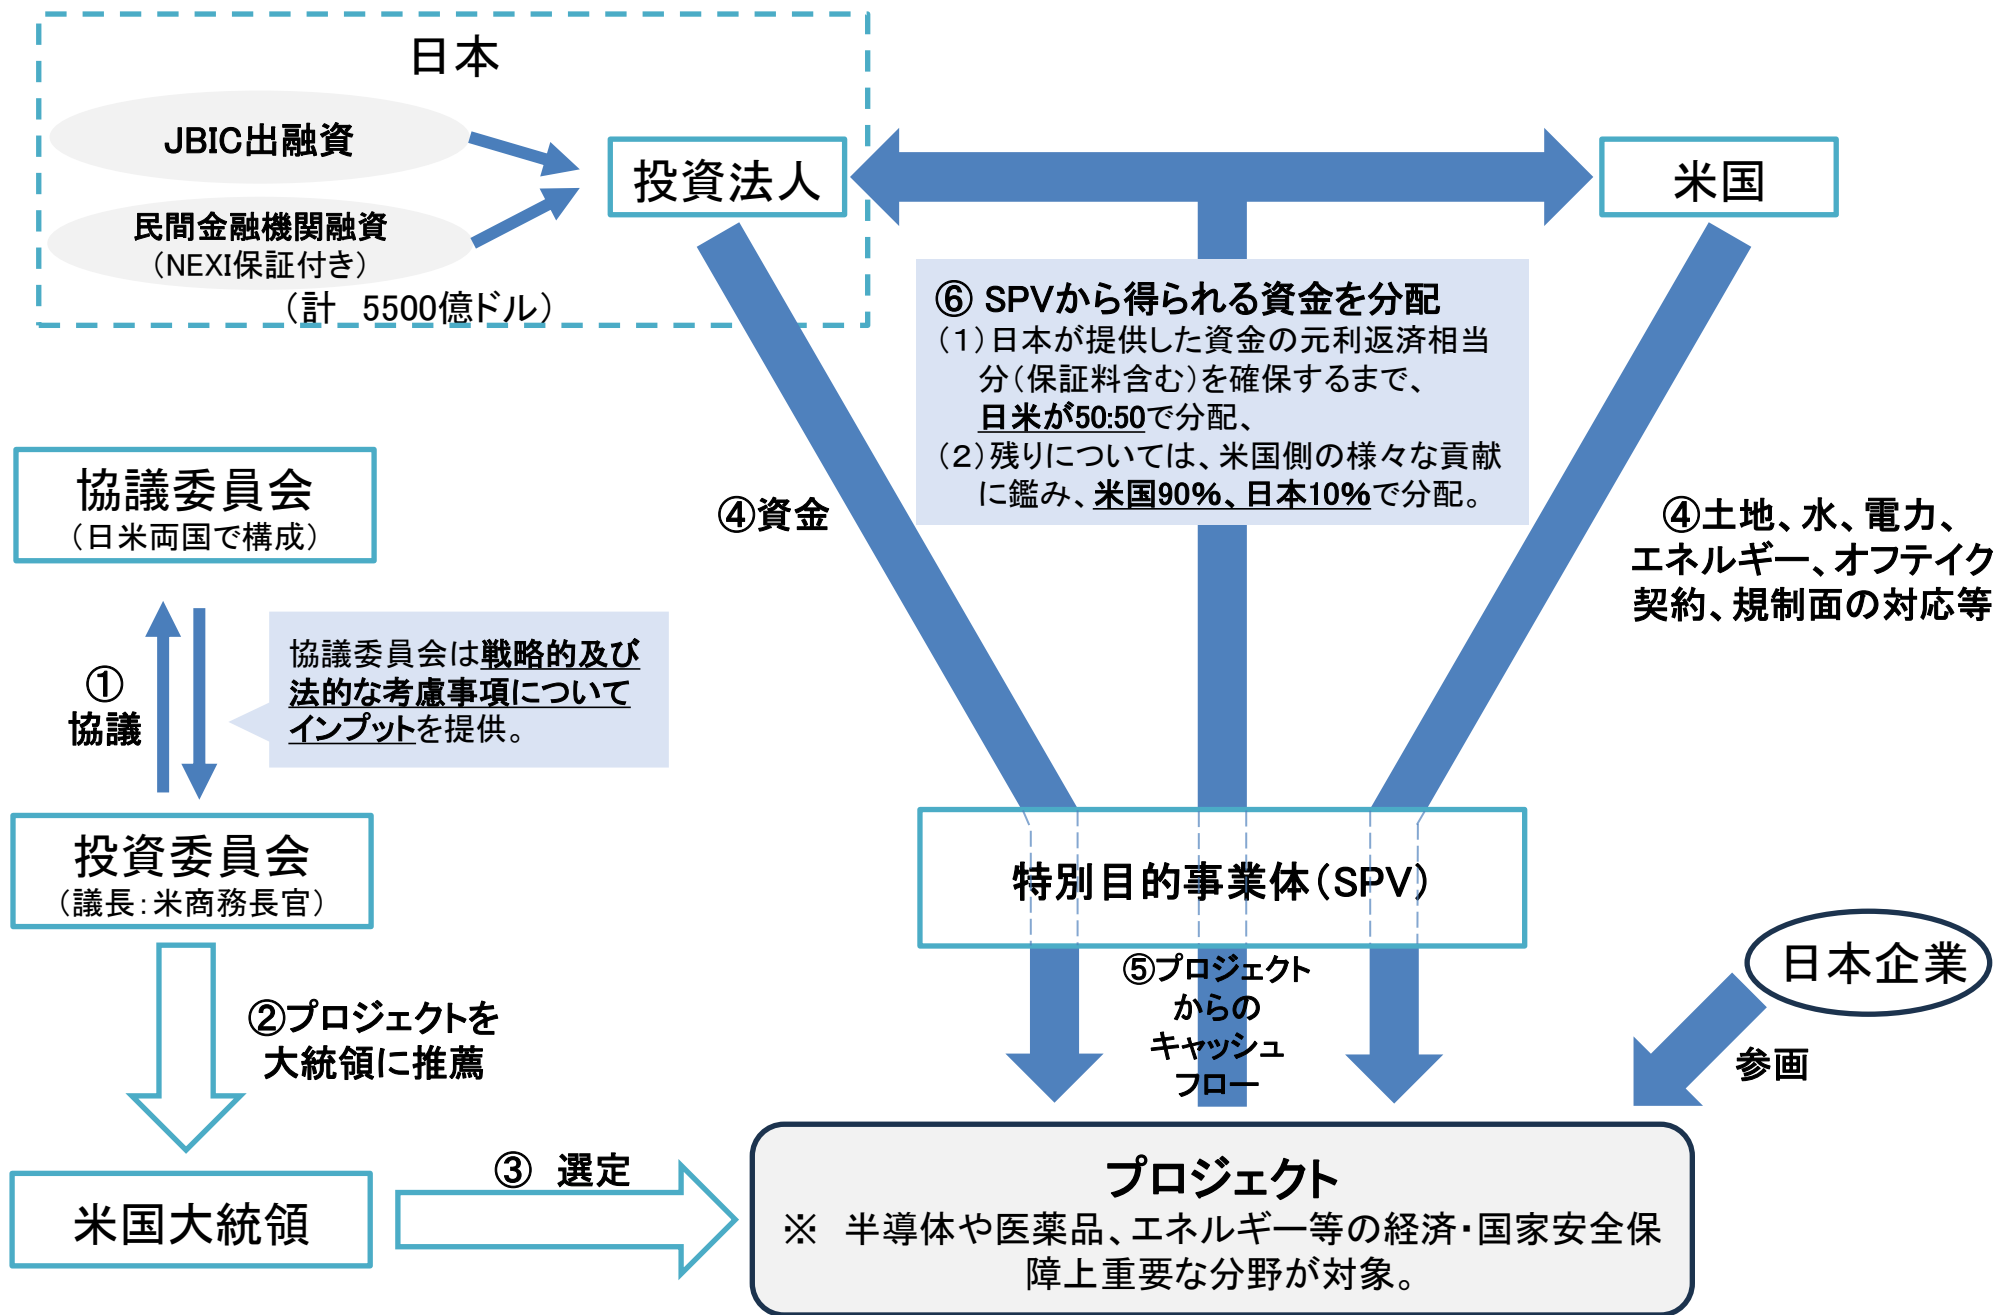 日本
JBIC出融資
民間金融機関融資
（NEXI保証付き）
（計　5500億ドル）
投資法人
米国
⑥ SPVから得られる資金を分配
（１）日本が提供した資金の元利返済相当
分（保証料含む）を確保するまで、
日米が50:50で分配、
（２）残りについては、米国側の様々な貢献
に鑑み、米国90%、日本10%で分配。
④資金
④土地、水、電力、
エネルギー、オフテイク
契約、規制面の対応等
協議委員会
（日米両国で構成）
①
協議
協議委員会は戦略的及び
法的な考慮事項について
インプットを提供。
投資委員会
（議長：米商務長官）
②プロジェクトを
大統領に推薦
米国大統領
③　選定
特別目的事業体（SPV）
⑤プロジェクト
からの
キャッシュ
フロー
日本企業
参画
プロジェクト
※　半導体や医薬品、エネルギー等の経済・国家安全保
障上重要な分野が対象。